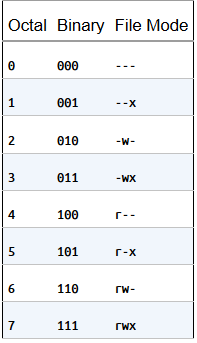 Octal Binary File Mode
0 000 ---
1 001 --x
2 010 -w-
3 011 -wx
4 100 r--
5 101 r-x
6 110 rw-
7 111 rwx